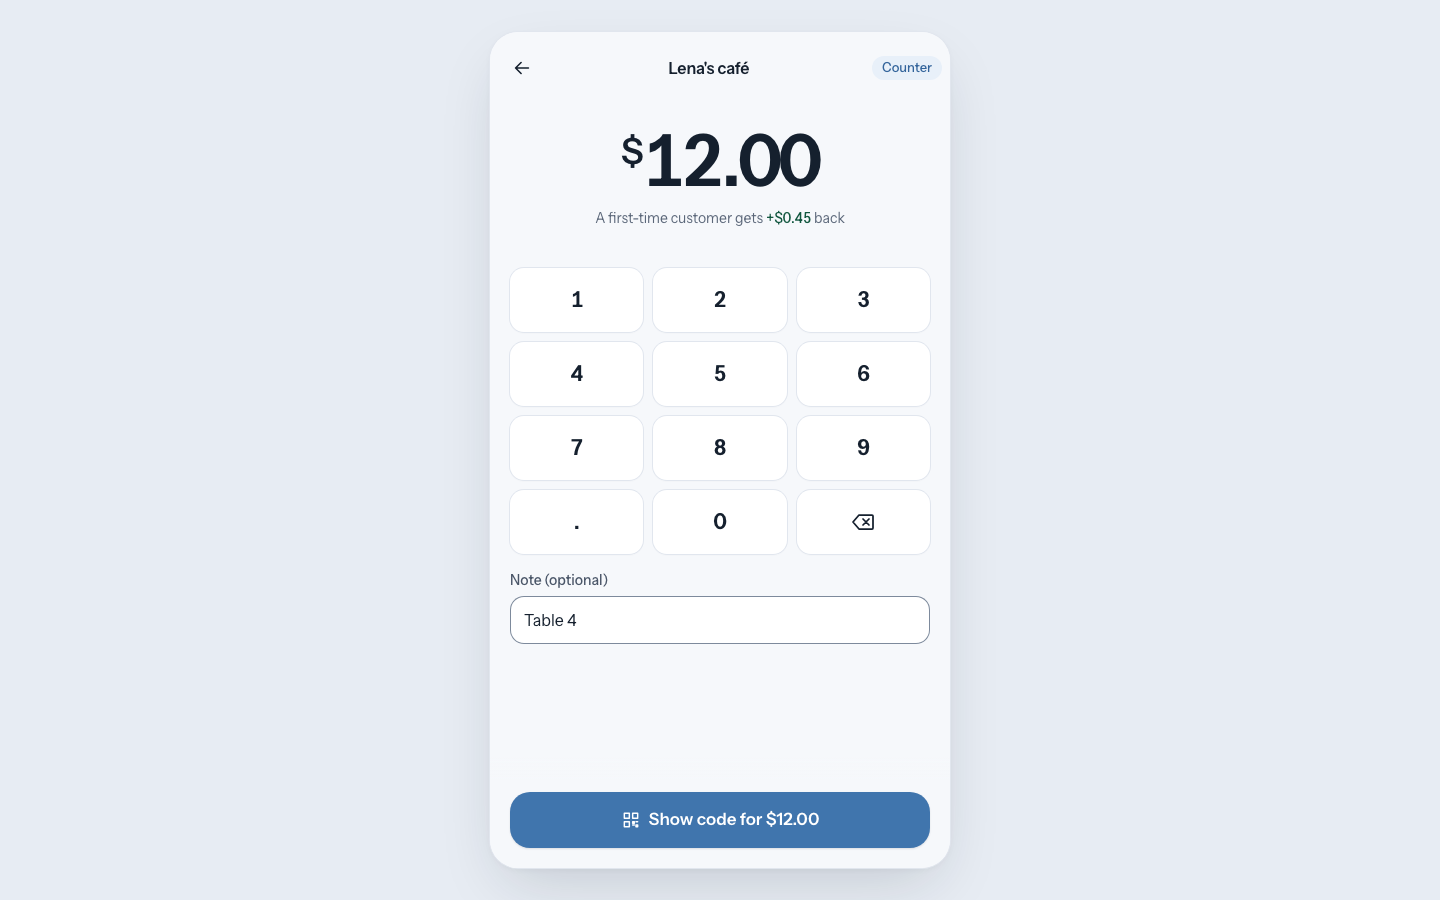 Lena's café
Counter
$12.00
A first-time customer gets +$0.45 back
1 2 3
4 5 6
7 8 9
. 0
Note (optional)
Table 4
Show code for $12.00